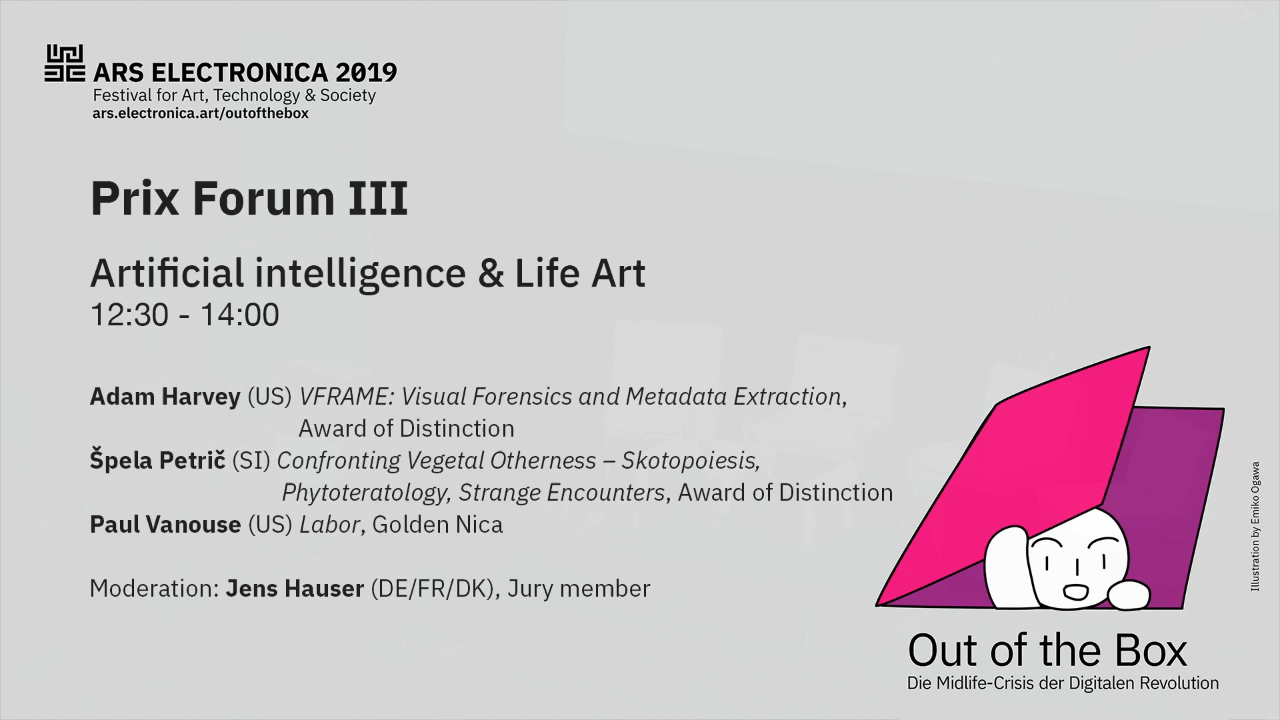 ARS ELECTRONICA 2019
Festival for Art, Technology & Society
ars.electronica.art/outofthebox
Prix Forum III
Artificial intelligence & Life Art
12:30 - 14:00
Adam Harvey (US) VFRAME: Visual Forensics and Metadata Extraction,
Award of Distinction
Špela Petrič (SI) Confronting Vegetal Otherness – Skotopoiesis,
Phytoteratology, Strange Encounters, Award of Distinction
Paul Vanouse (US) Labor, Golden Nica
Moderation: Jens Hauser (DE/FR/DK), Jury member
Illustration by Emiko Ogawa
Out of the Box
Die Midlife-Crisis der Digitalen Revolution